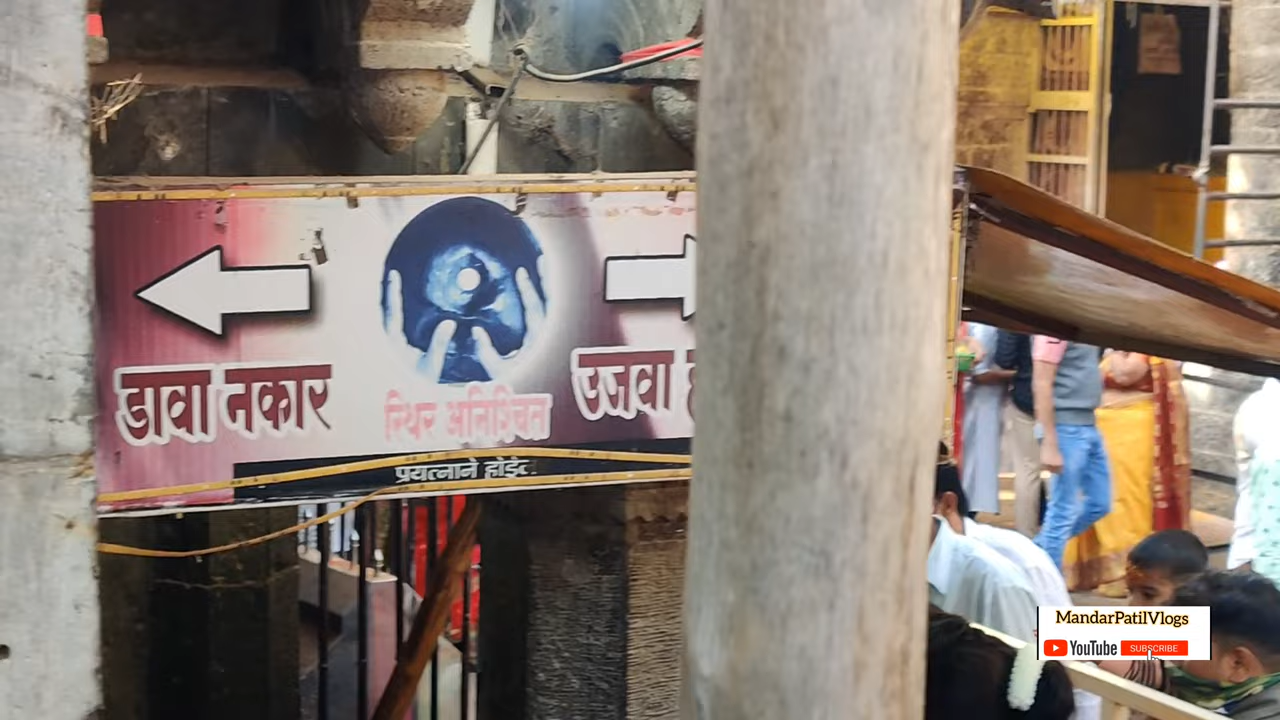 डावा नकार
स्थिर अनिश्चित
उजवा
प्रयत्नाने होईल
MandarPatilVlogs
YouTube
SUBSCRIBE